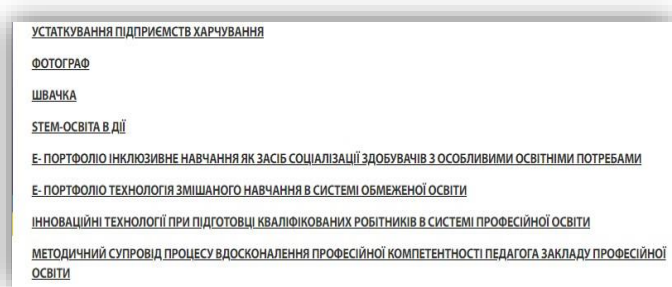 УСТАТКУВАННЯ ПІДПРИЄМСТВ ХАРЧУВАННЯ
ФОТОГРАФ
ШВАЧКА
STEM-ОСВІТА В ДІЇ
Е- ПОРТФОЛІО ІНКЛЮЗИВНЕ НАВЧАННЯ ЯК ЗАСІБ СОЦІАЛІЗАЦІЇ ЗДОБУВАЧІВ З ОСОБЛИВИМИ ОСВІТНІМИ ПОТРЕБАМИ
Е- ПОРТФОЛІО ТЕХНОЛОГІЯ ЗМІШАНОГО НАВЧАННЯ В СИСТЕМІ ОБМЕЖЕНОЇ ОСВІТИ
ІННОВАЦІЙНІ ТЕХНОЛОГІЇ ПРИ ПІДГОТОВЦІ КВАЛІФІКОВАНИХ РОБІТНИКІВ В СИСТЕМІ ПРОФЕСІЙНОЇ ОСВІТИ
МЕТОДИЧНИЙ СУПРОВІД ПРОЦЕСУ ВДОСКОНАЛЕННЯ ПРОФЕСІЙНОЇ КОМПЕТЕНТНОСТІ ПЕДАГОГА ЗАКЛАДУ ПРОФЕСІЙНОЇ
ОСВІТИ